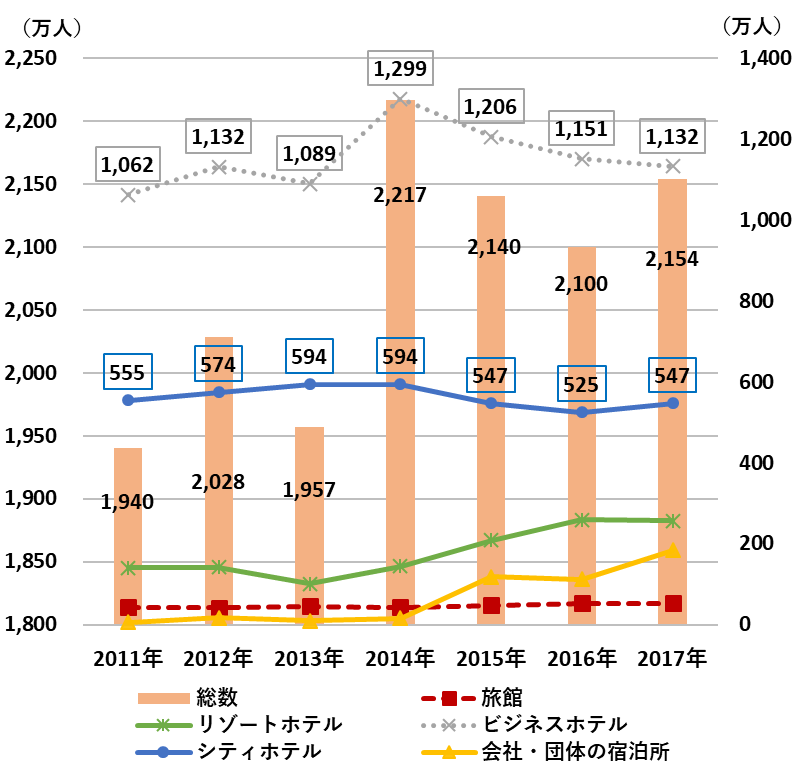 （万人） （万人）
2,250 1,400
1,299
2,200 1,206 1,200
1,132 1,151 1,132
1,062 1,089
2,150 1,000
2,217
2,100 2,140 2,154
2,100
2,050 800
2,000 555 574 594 594 547 525 547 600
1,950
400
1,900 1,940 2,028 1,957
1,850 200
1,800 0
2011年 2012年 2013年 2014年 2015年 2016年 2017年
総数 旅館
リゾートホテル ビジネスホテル
シティホテル 会社・団体の宿泊所